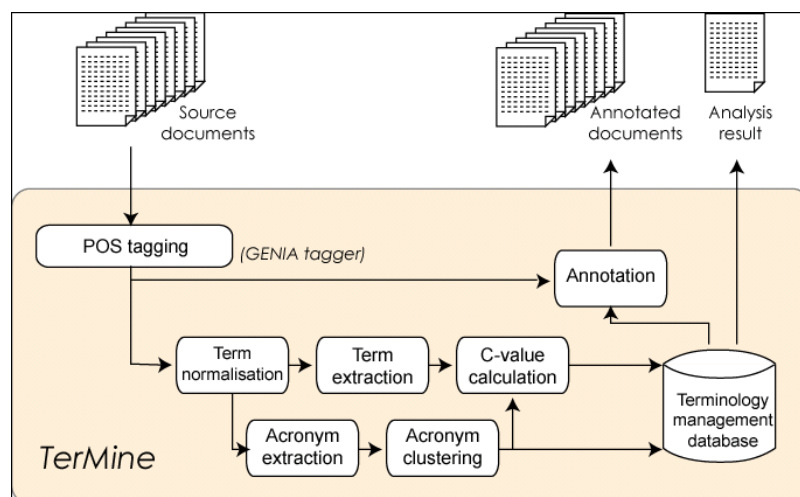 Source
documents
Annotated
documents
Analysis
result
POS tagging
(GENIA tagger)
Annotation
Term
normalisation
Term
extraction
C-value
calculation
Terminology
management
database
Acronym
extraction
Acronym
clustering
TerMine